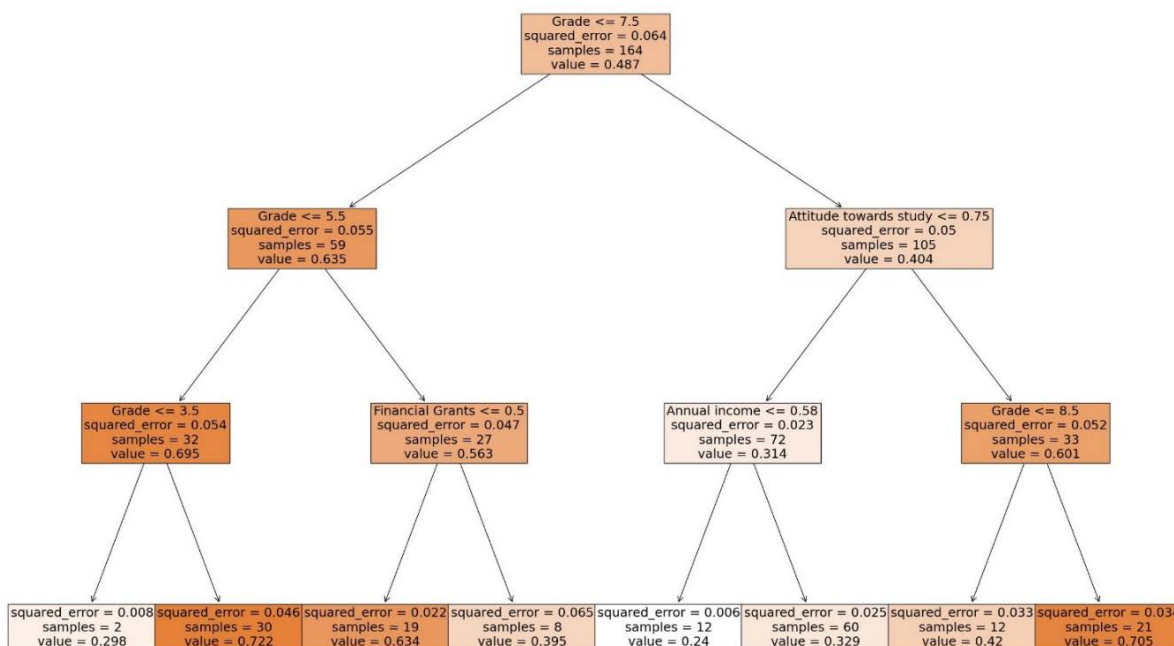 Grade <= 7.5
squared_error = 0.064
samples = 164
value = 0.487
Grade <= 5.5
squared_error = 0.055
samples = 59
value = 0.635
Attitude towards study <= 0.75
squared_error = 0.05
samples = 105
value = 0.404
Grade <= 3.5
squared_error = 0.054
samples = 32
value = 0.695
Financial Grants <= 0.5
squared_error = 0.047
samples = 27
value = 0.563
Annual income <= 0.58
squared_error = 0.023
samples = 72
value = 0.314
Grade <= 8.5
squared_error = 0.052
samples = 33
value = 0.601
squared_error = 0.008
samples = 2
value = 0.298
squared_error = 0.046
samples = 30
value = 0.722
squared_error = 0.022
samples = 19
value = 0.634
squared_error = 0.065
samples = 8
value = 0.395
squared_error = 0.006
samples = 12
value = 0.24
squared_error = 0.025
samples = 60
value = 0.329
squared_error = 0.033
samples = 12
value = 0.42
squared_error = 0.034
samples = 21
value = 0.705